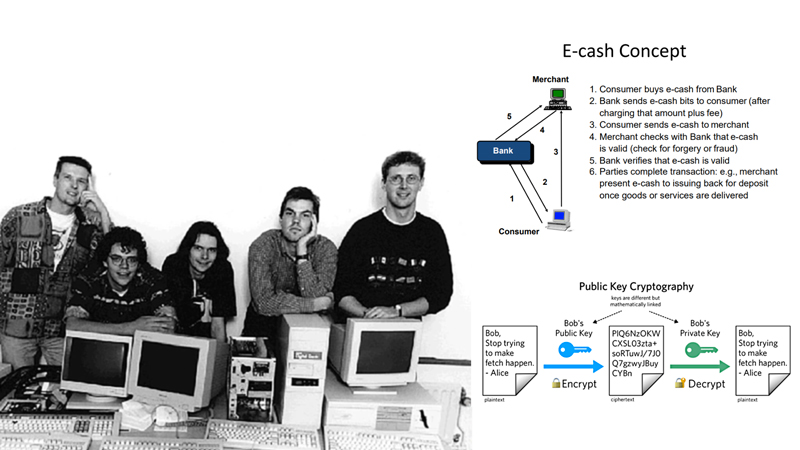 E-cash Concept
Merchant
Bank
Consumer
5
4
3
2
1
1. Consumer buys e-cash from Bank
2. Bank sends e-cash bits to consumer (after
charging that amount plus fee)
3. Consumer sends e-cash to merchant
4. Merchant checks with Bank that e-cash
is valid (check for forgery or fraud)
5. Bank verifies that e-cash is valid
6. Parties complete transaction: e.g., merchant
present e-cash to issuing back for deposit
once goods or services are delivered
Public Key Cryptography
keys are different but
mathematically linked
Bob,
Stop trying
to make
fetch happen.
- Alice
plaintext
Bob's
Public Key
Encrypt
PIQ6NzOKW
CXSL03zta+
soRTuwJ/7J0
Q7gzwyJBuy
CYBn
ciphertext
Bob's
Private Key
Decrypt
Bob,
Stop trying
to make
fetch happen.
- Alice
plaintext